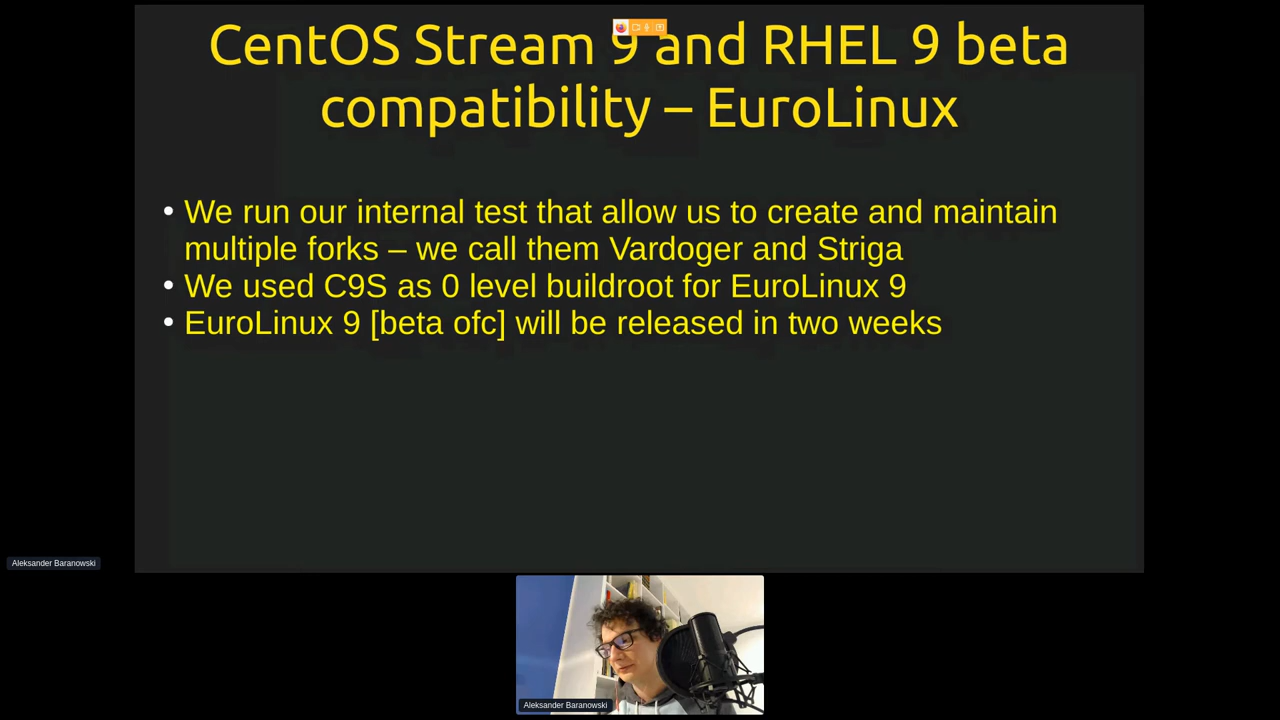 CentOS Stream 9 and RHEL 9 beta
compatibility – EuroLinux
• We run our internal test that allow us to create and maintain
multiple forks – we call them Vardoger and Striga
• We used C9S as 0 level buildroot for EuroLinux 9
• EuroLinux 9 [beta ofc] will be released in two weeks
Aleksander Baranowski
Aleksander Baranowski